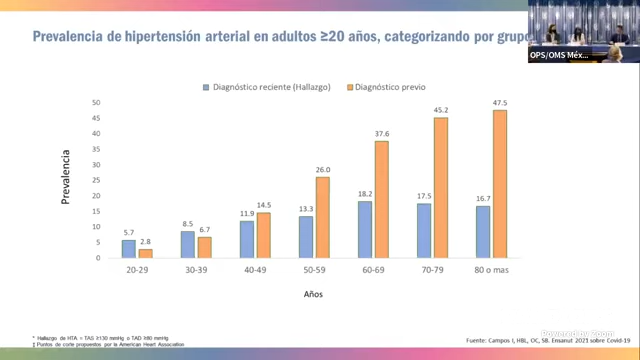 Prevalencia de hipertensión arterial en adultos ≥20 años, categorizando por grupo
OPS/OMS Méx...
Diagnóstico reciente (Hallazgo) Diagnóstico previo
Prevalencia
50
45
40
35
30
25
20
15
10
5
0
5.7 2.8
8.5 6.7
11.9 14.5
13.3 26.0
18.2 37.6
17.5 45.2
16.7 47.5
20-29 30-39 40-49 50-59 60-69 70-79 80 o mas
Años
* Hallazgo de HTA = TAS ≥130 mmHg o TAD ≥80 mmHg
‡ Puntos de corte propuestos por la American Heart Association
Powered by Zoom
Fuente: Campos I, HBL, OC, SB. Ensanut 2021 sobre Covid-19